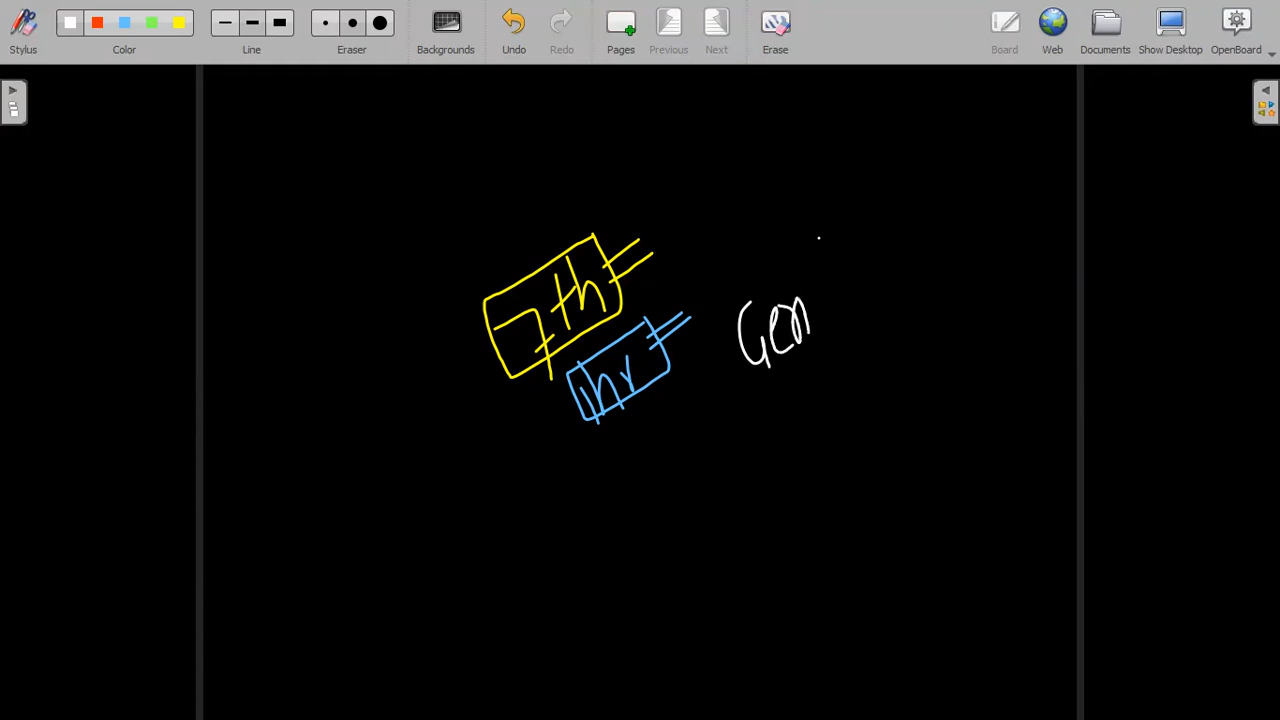 Stylus
Color
Line
Eraser
Backgrounds
Undo
Redo
Pages
Previous
Next
Erase
Board
Web
Documents
Show Desktop
OpenBoard
7th
hr
Gen